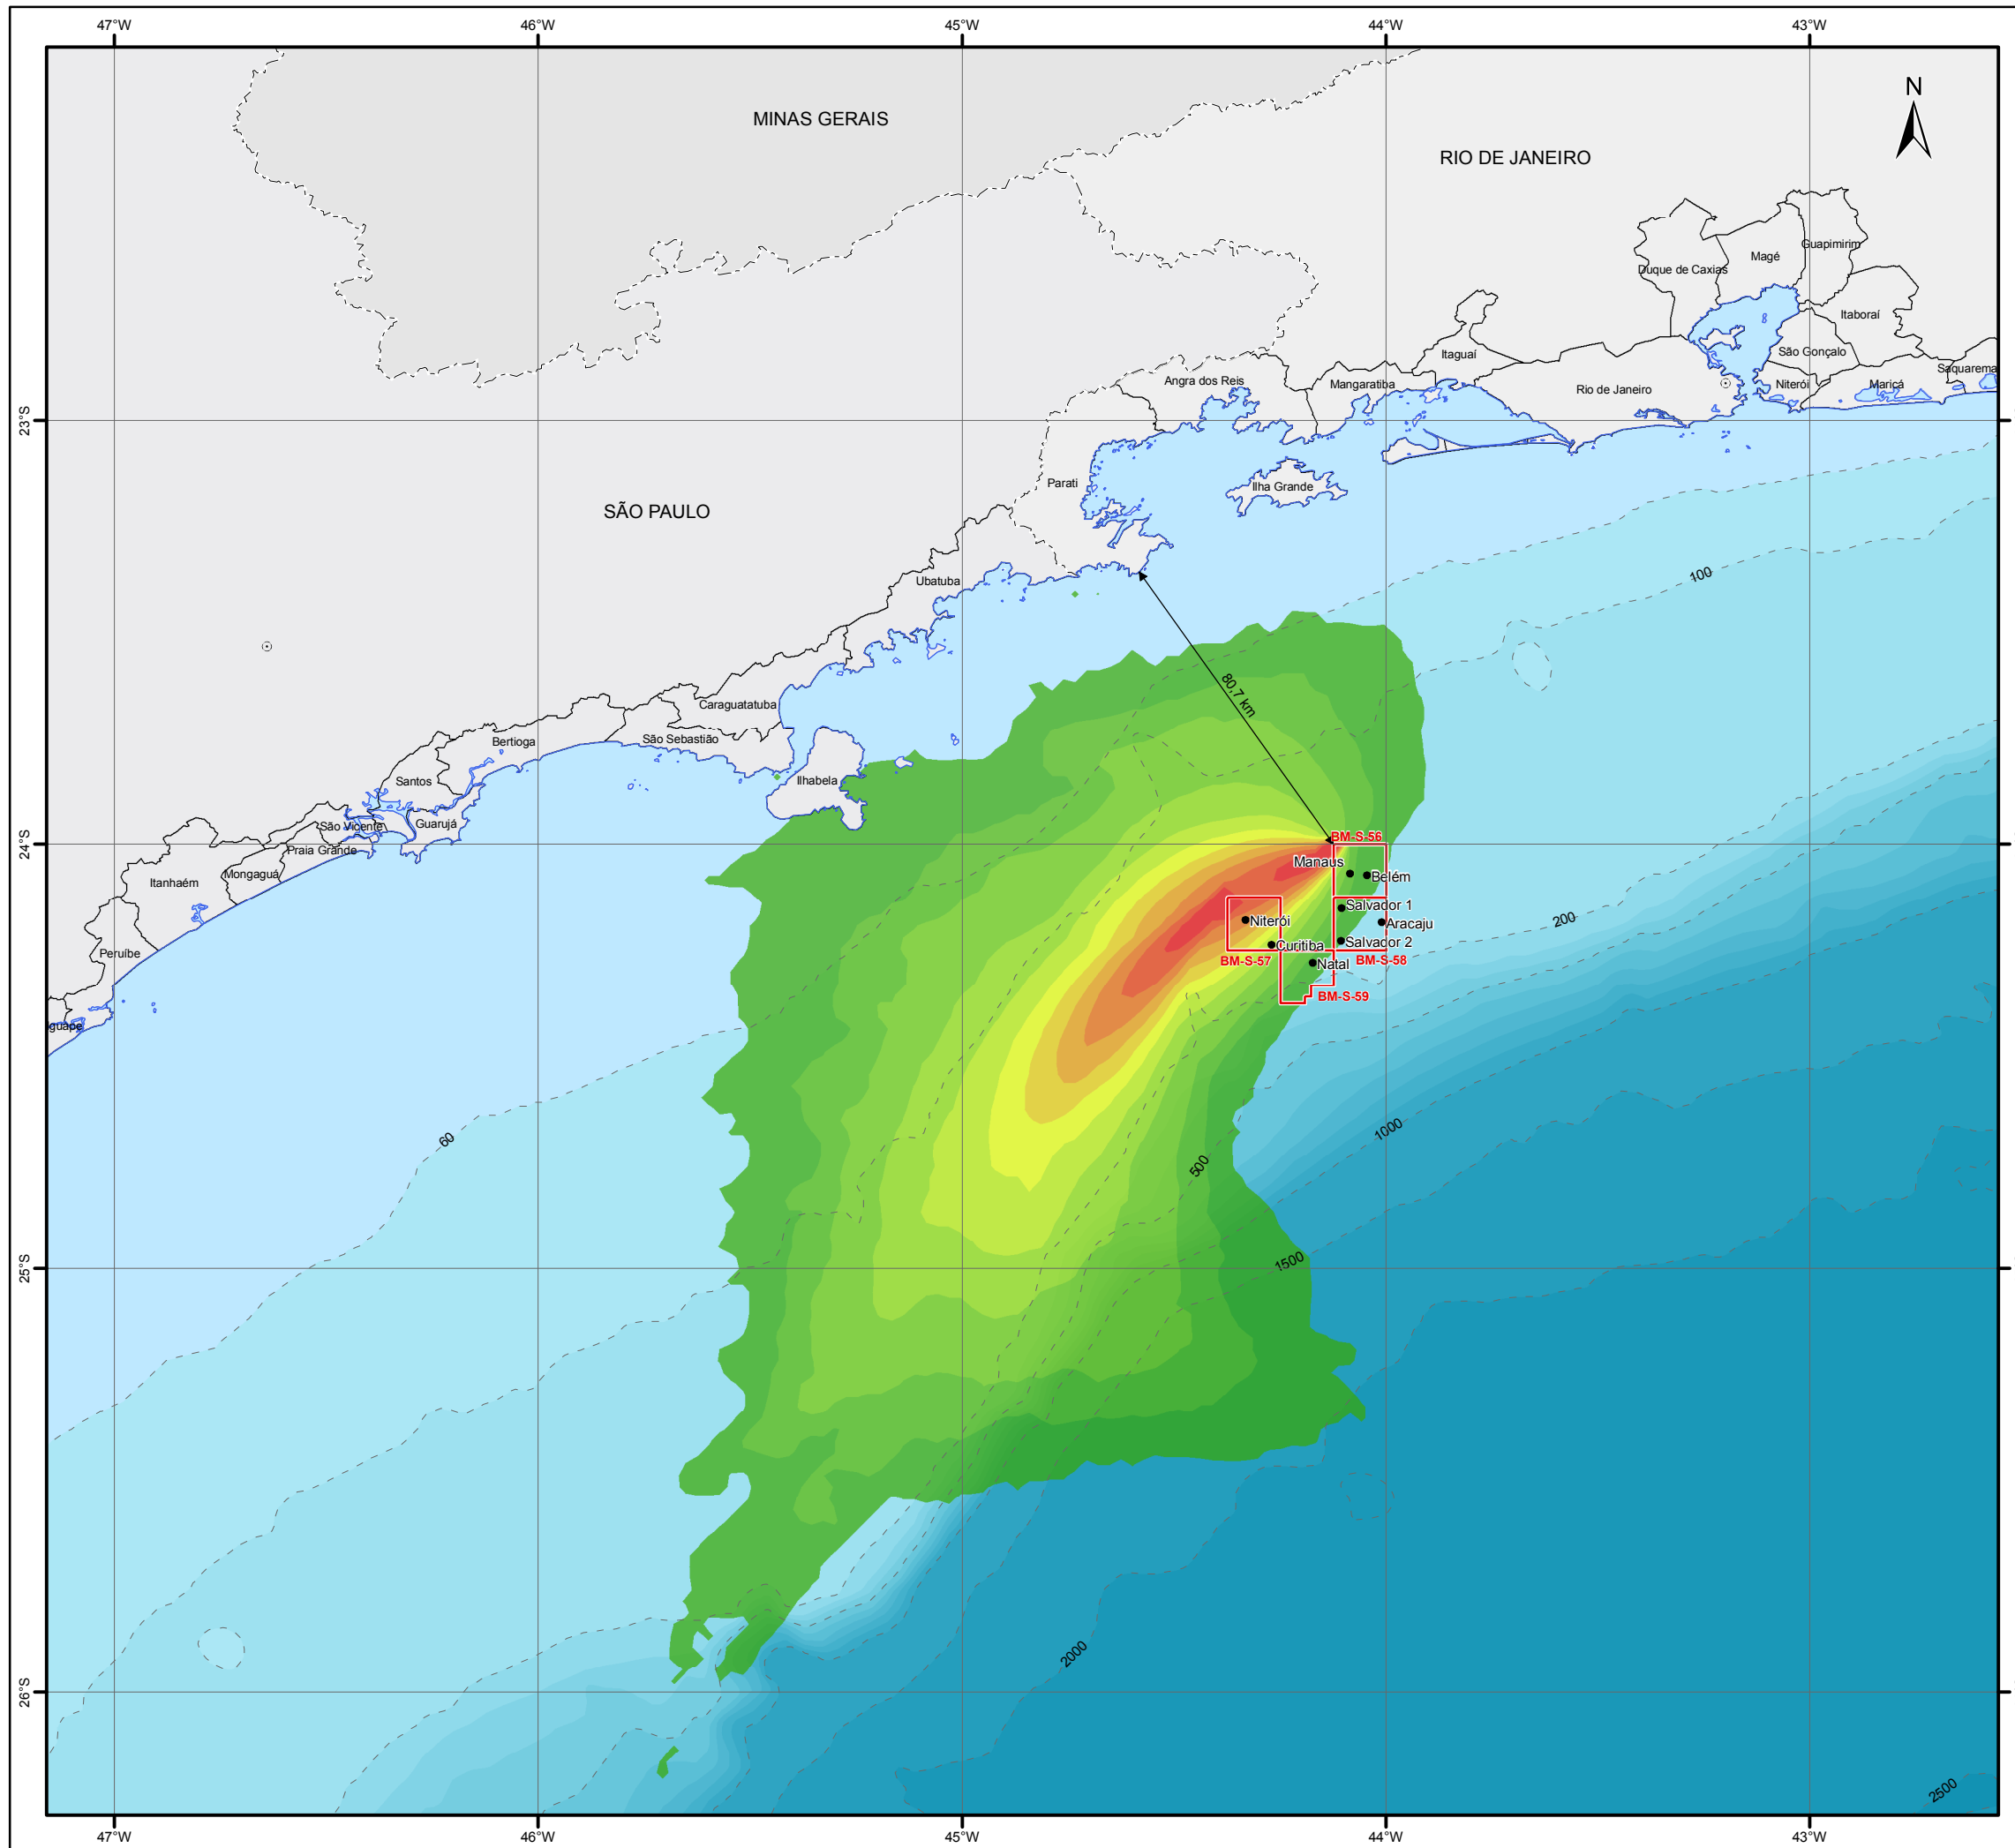 47°W
46°W
45°W
44°W
43°W
N
MINAS GERAIS
RIO DE JANEIRO
Guapimirim
Magé
Duque de Caxias
Itaboraí
São Gonçalo
Itaguaí
Saquarema
Angra dos Reis
Mangaratiba
Rio de Janeiro
Niterói
Maricá
23°S
Parati
Ilha Grande
SÃO PAULO
100
Ubatuba
80,7 km
Caraguatatuba
São Sebastião
Bertioga
Santos
Ilhabela
São Vicente
Guarujá
24°S
BM-S-56
Praia Grande
Manaus
Mongaguá
Belém
Itanhaém
Salvador 1
200
Niterói
Aracaju
Curitiba
Salvador 2
Peruíbe
BM-S-57
Natal
BM-S-58
BM-S-59
guape
60
1000
500
1500
25°S
2000
26°S
2500
47°W
46°W
45°W
44°W
43°W